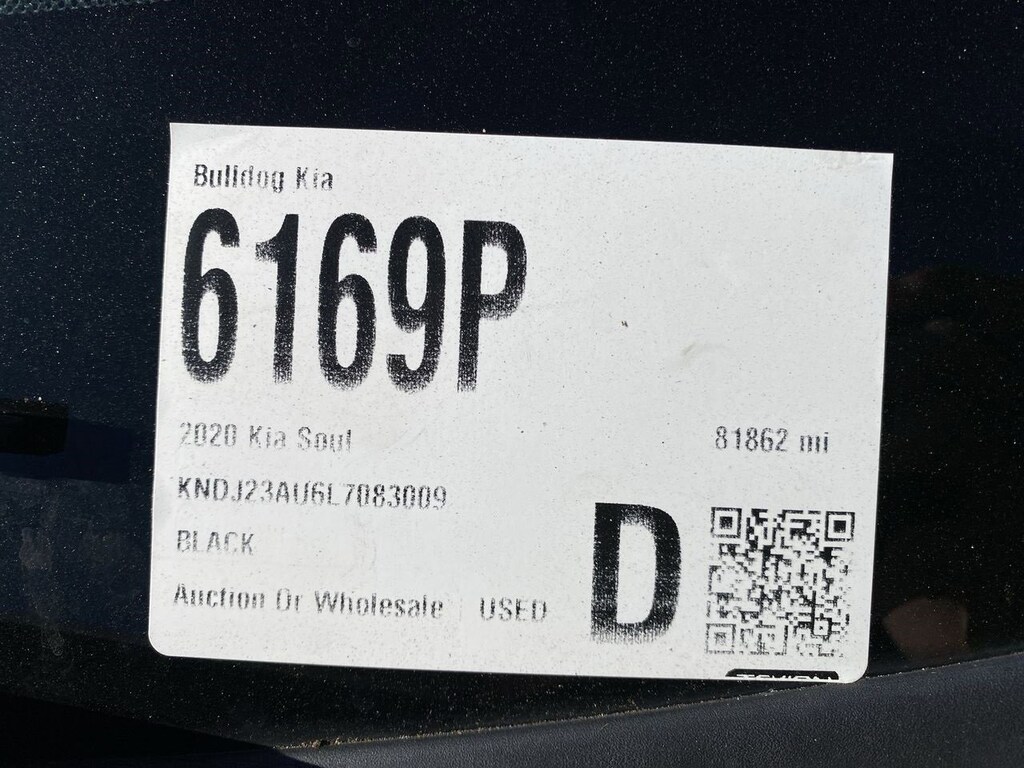 Bulldog Kia
6169P
2020 Kia Soul
81862 mi
KNDJ23AU6L7083009
BLACK
Auction Or Wholesale
USED
D